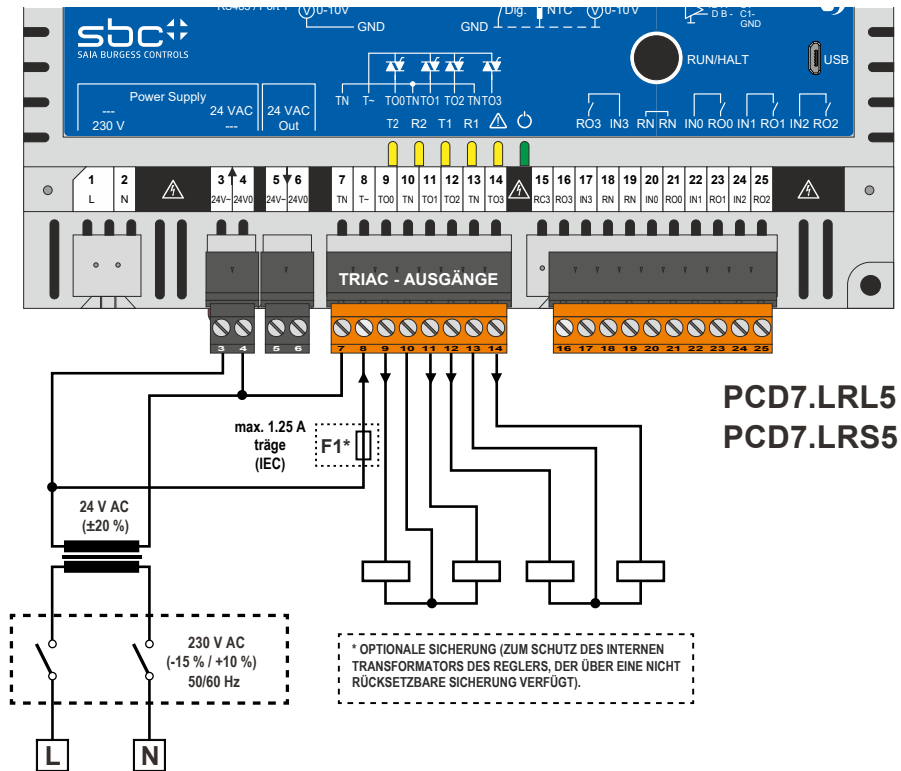 RS485 / Port 1
0-10V
GND
Dig.
NTC
0-10V
GND
D B -
C1-
GND
sbc
SAIA BURGESS CONTROLS
RUN/HALT
USB
Power Supply
---
230 V
24 VAC
---
24 VAC
Out
TN T~ TO0 TN TO1 TO2 TN TO3
T2 R2 T1 R1
RO3 IN3 RN RN IN0 RO0 IN1 RO1 IN2 RO2
1 2 3 4 5 6 7 8 9 10 11 12 13 14 15 16 17 18 19 20 21 22 23 24 25
L N 24V~ 24V0 24V~ 24V0 TN T~ TO0 TN TO1 TO2 TN TO3 RC3 RO3 IN3 RN RN IN0 RO0 IN1 RO1 IN2 RO2
TRIAC - AUSGÄNGE
3 4 5 6 7 8 9 10 11 12 13 14 16 17 18 19 20 21 22 23 24 25
PCD7.LRL5
PCD7.LRS5
max. 1.25 A
träge
(IEC)
F1*
24 V AC
(±20 %)
230 V AC
(-15 % / +10 %)
50/60 Hz
* OPTIONALE SICHERUNG (ZUM SCHUTZ DES INTERNEN
TRANSFORMATORS DES REGLERS, DER ÜBER EINE NICHT
RÜCKSETZBARE SICHERUNG VERFÜGT).
L N